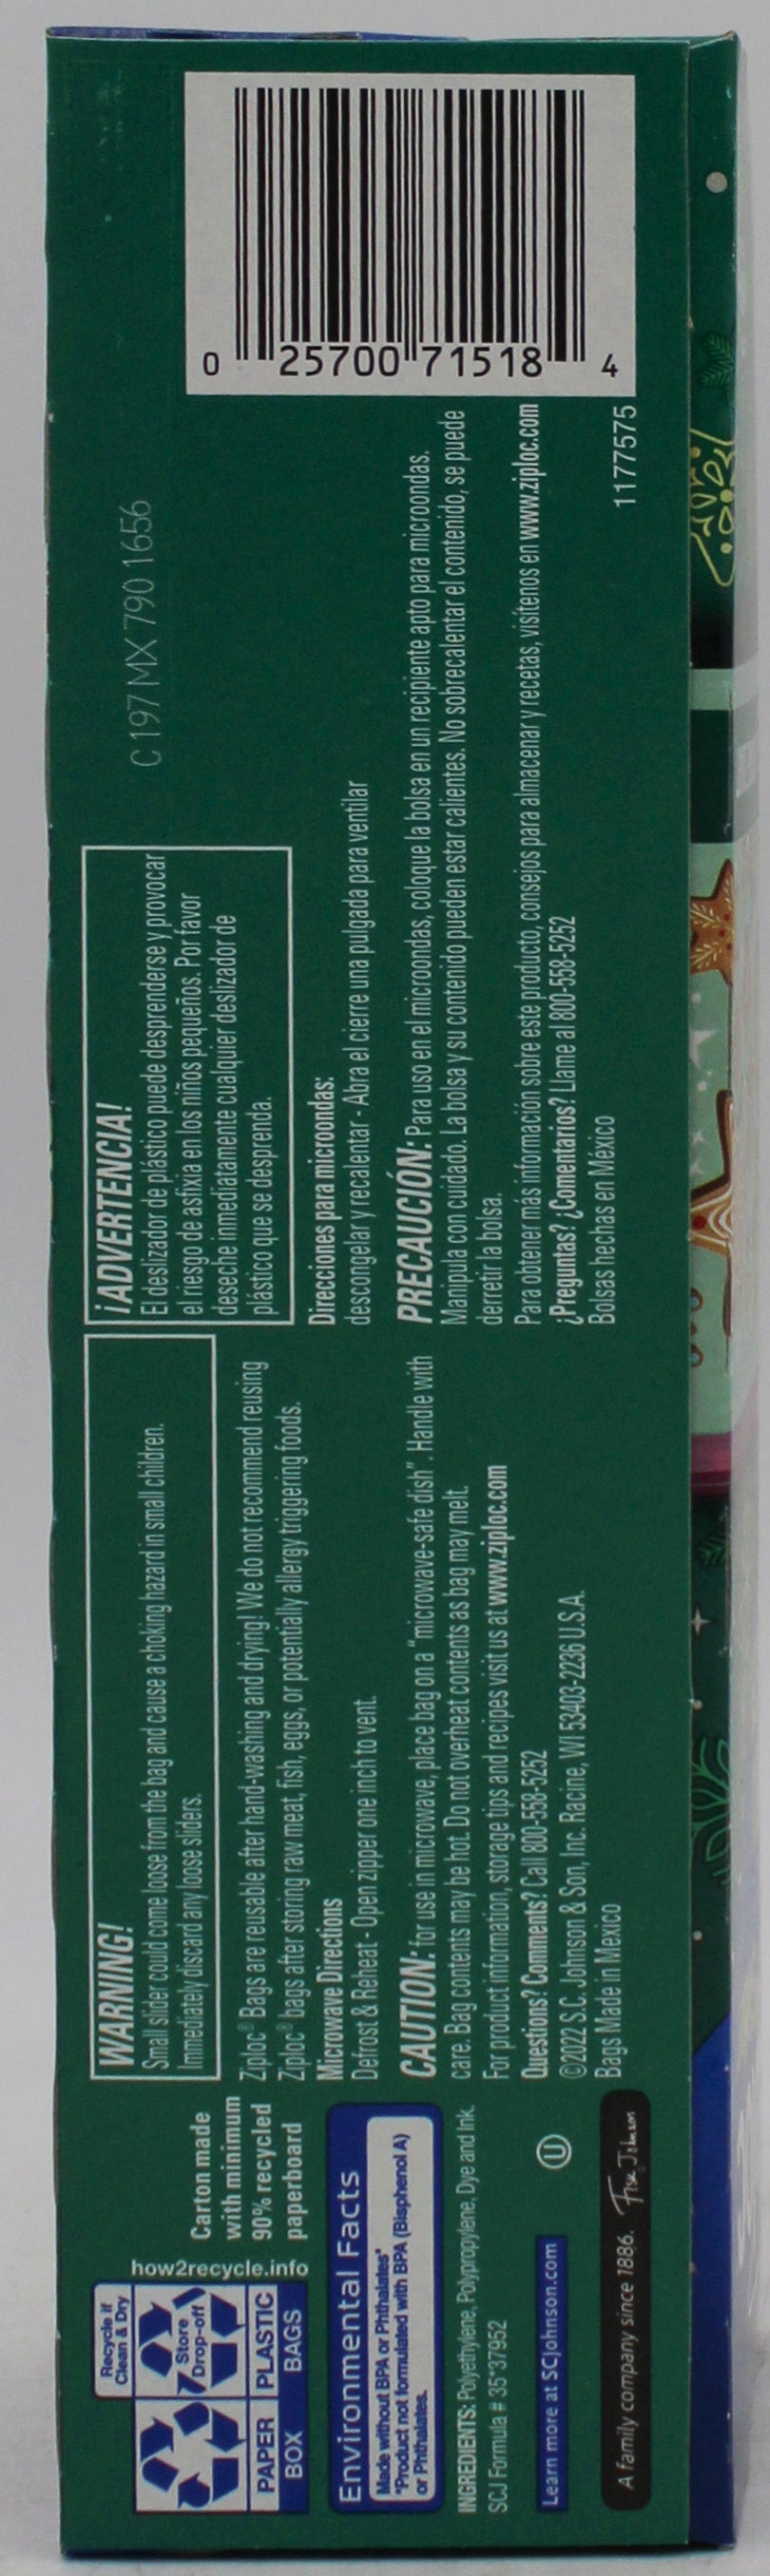 Recycle if
Clean & Dry
Store
Drop-off
PAPER
BOX
PLASTIC
BAGS
how2recycle.info
Carton made
with minimum
90% recycled
paperboard
Environmental Facts
Made without BPA or Phthalates*
*Product not formulated with BPA (Bisphenol A)
or Phthalates.
INGREDIENTS: Polyethylene, Polypropylene, Dye and Ink.
SCJ Formula # 35*37952
Learn more at SCJohnson.com
U
A family company since 1886. Fisk Johnson
WARNING!
Small slider could come loose from the bag and cause a choking hazard in small children.
Immediately discard any loose sliders.
Ziploc® Bags are reusable after hand-washing and drying! We do not recommend reusing
Ziploc® bags after storing raw meat, fish, eggs, or potentially allergy triggering foods.
Microwave Directions
Defrost & Reheat - Open zipper one inch to vent.
CAUTION: for use in microwave, place bag on a "microwave-safe dish". Handle with
care. Bag contents may be hot. Do not overheat contents as bag may melt.
For product information, storage tips and recipes visit us at www.ziploc.com
Questions? Comments? Call 800-558-5252
©2022 S.C. Johnson & Son, Inc. Racine, WI 53403-2236 U.S.A.
Bags Made in Mexico
¡ADVERTENCIA!
El deslizador de plástico puede desprenderse y provocar
el riesgo de asfixia en los niños pequeños. Por favor
deseche inmediatamente cualquier deslizador de
plástico que se desprenda.
Direcciones para microondas:
descongelar y recalentar - Abra el cierre una pulgada para ventilar
PRECAUCIÓN: Para uso en el microondas, coloque la bolsa en un recipiente apto para microondas.
Manipula con cuidado. La bolsa y su contenido pueden estar calientes. No sobrecalentar el contenido, se puede
derretir la bolsa.
Para obtener más información sobre este producto, consejos para almacenar y recetas, visítenos en www.ziploc.com
¿Preguntas? ¿Comentarios? Llame al 800-558-5252
Bolsas hechas en México
C 197 MX 790 1656
1177575
0 25700 71518 4